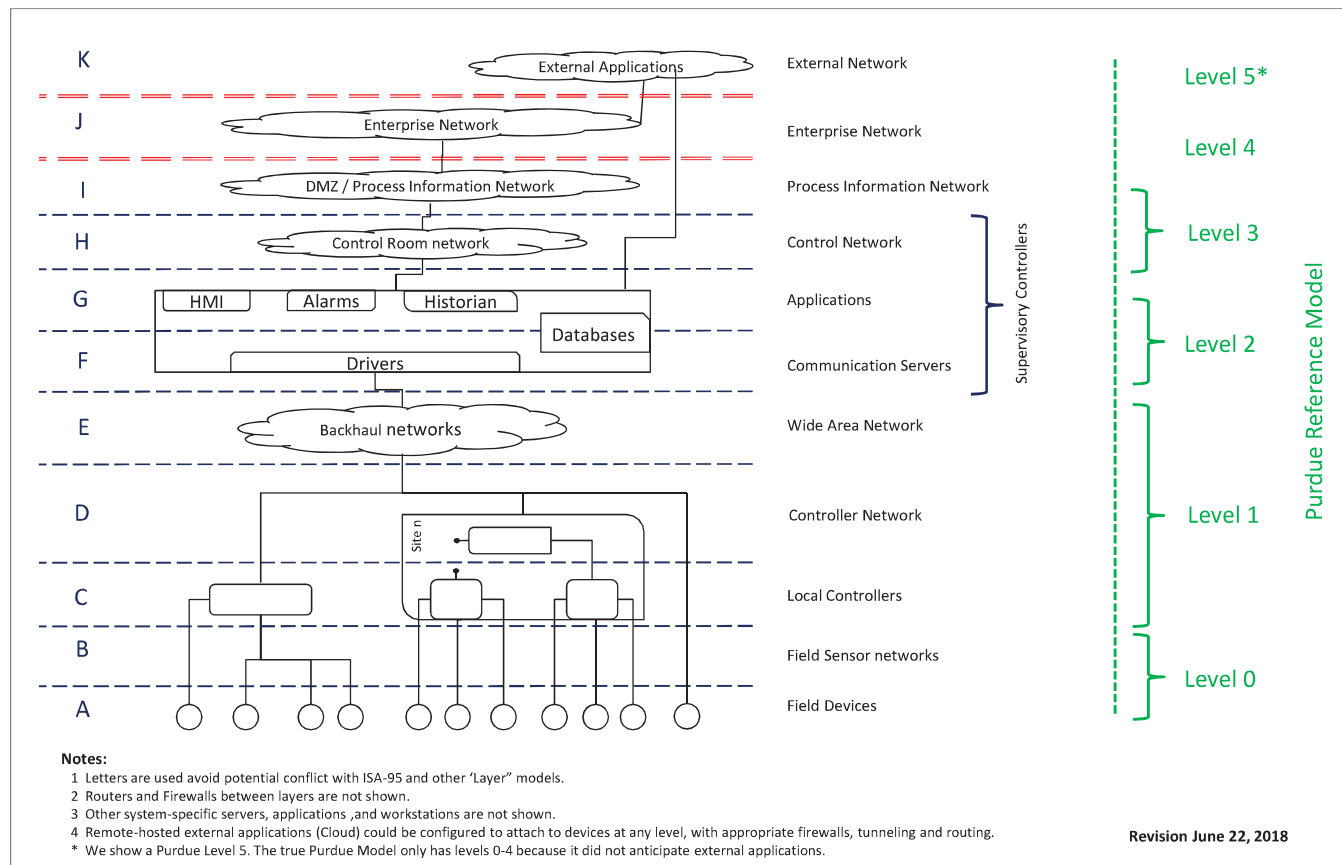 K
External Applications
External Network
Level 5*
J
Enterprise Network
Enterprise Network
Level 4
I
DMZ / Process Information Network
Process Information Network
H
Control Room network
Control Network
Level 3
G
HMI
Alarms
Historian
Applications
Supervisory Controllers
Purdue Reference Model
Databases
Level 2
F
Drivers
Communication Servers
E
Backhaul networks
Wide Area Network
D
Site n
Controller Network
Level 1
C
Local Controllers
B
Field Sensor networks
Level 0
A
Field Devices
Notes:
1 Letters are used avoid potential conflict with ISA-95 and other ‘Layer” models.
2 Routers and Firewalls between layers are not shown.
3 Other system-specific servers, applications ,and workstations are not shown.
4 Remote-hosted external applications (Cloud) could be configured to attach to devices at any level, with appropriate firewalls, tunneling and routing.
* We show a Purdue Level 5. The true Purdue Model only has levels 0-4 because it did not anticipate external applications.
Revision June 22, 2018